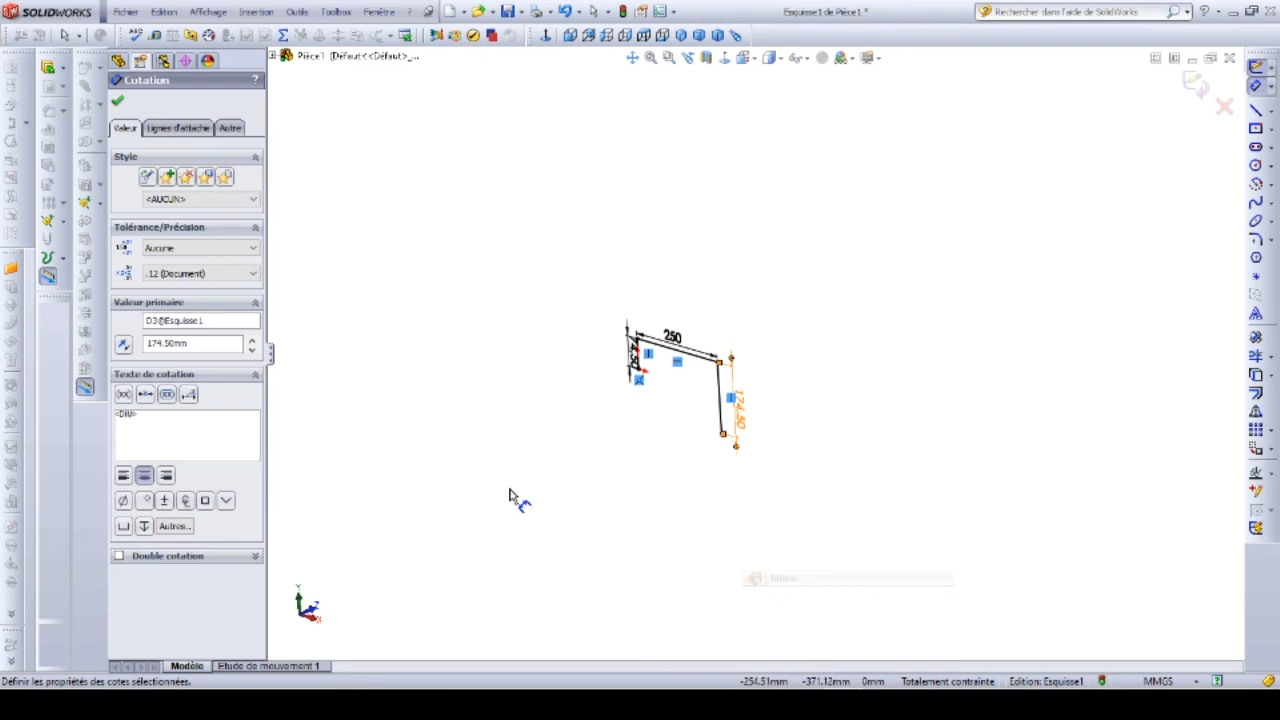 SOLIDWORKS Fichier Edition Affichage Insertion Outils Toolbox Fenêtre ? Esquisse1 de Pièce1 * Rechercher dans l'aide de SolidWorks
Pièce1 (Défaut<<Défaut>_...
Cotation ?
Valeur Lignes d'attache Autre
Style
<AUCUN>
Tolérance/Précision
Aucune
.12 (Document)
Valeur primaire
D3@Esquisse1
174.50mm
Texte de cotation
<DIM>
Autres...
Double cotation
250
174.50
Y
Z
X
Modèle Etude de mouvement 1
Définir les propriétés des cotes sélectionnées. -254.51mm -371.12mm 0mm Totalement contrainte Edition: Esquisse1 MMGS